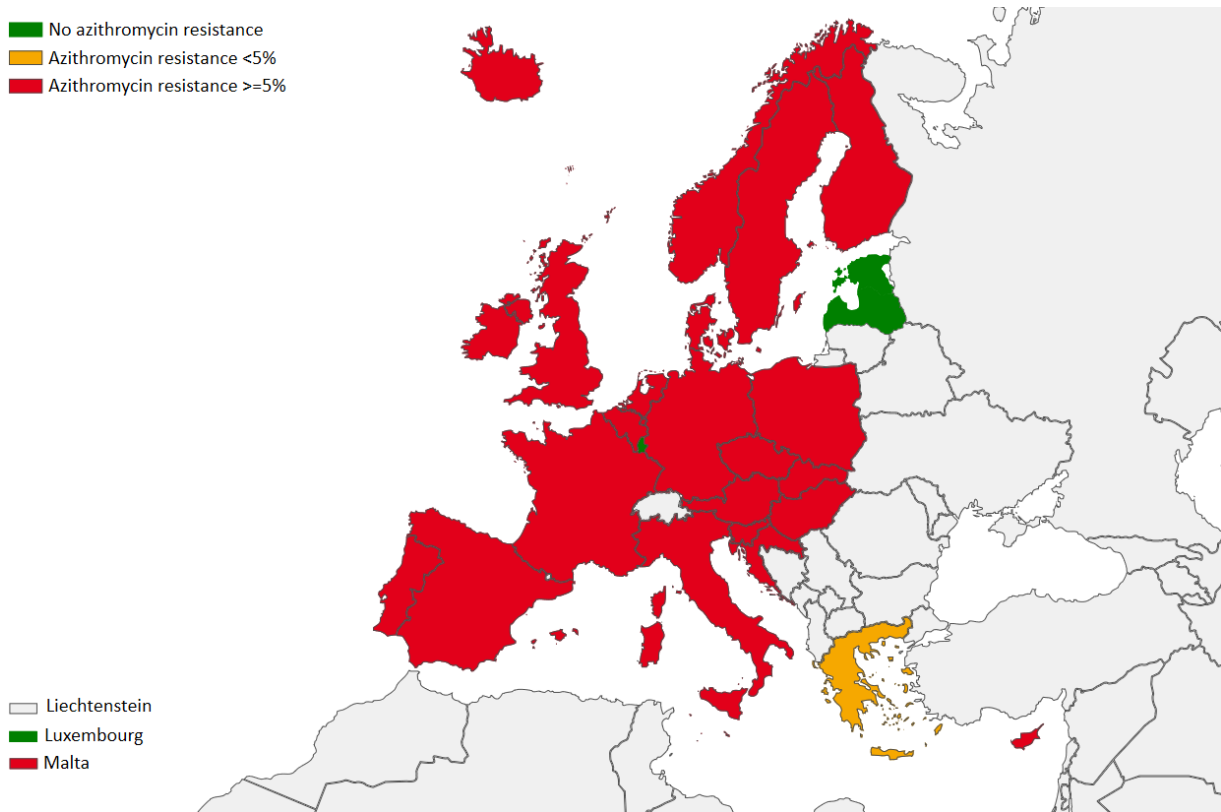 No azithromycin resistance
Azithromycin resistance <5%
Azithromycin resistance >=5%
Liechtenstein
Luxembourg
Malta